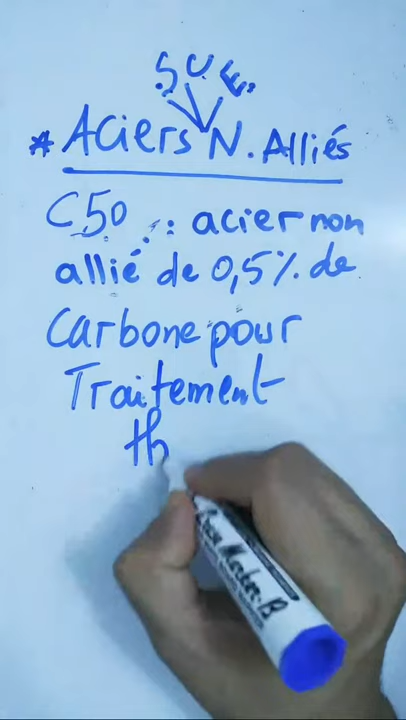 S U E.
* Aciers N. Alliés
C50 : acier non
allié de 0,5% de
Carbone pour
Traitement
th